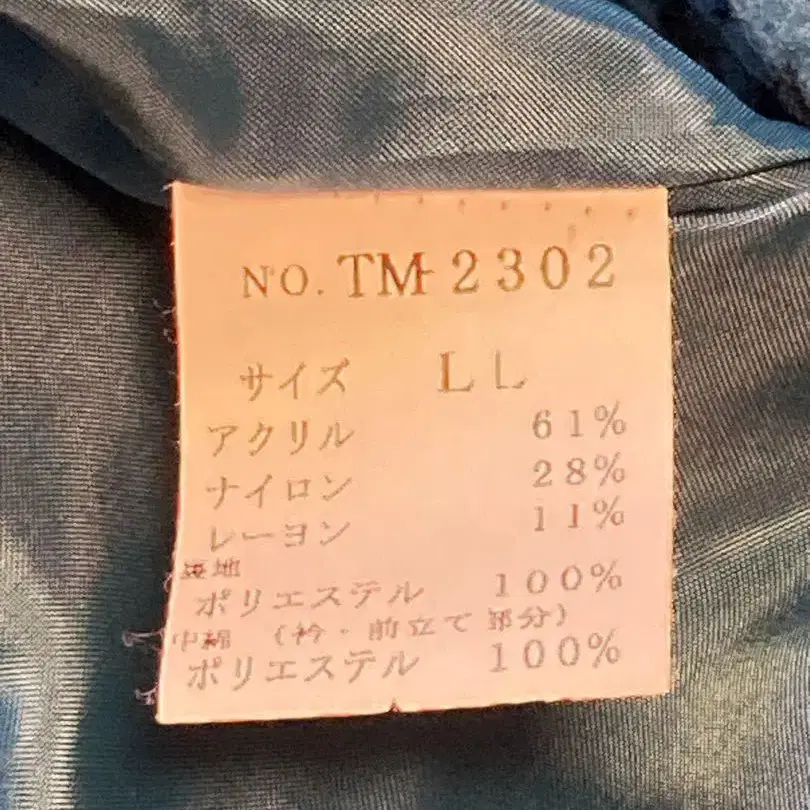 NO. TM-2302
サイズ LL
アクリル 61%
ナイロン 28%
レーヨン 11%
裏地
ポリエステル 100%
中綿 (衿・前立て部分)
ポリエステル 100%